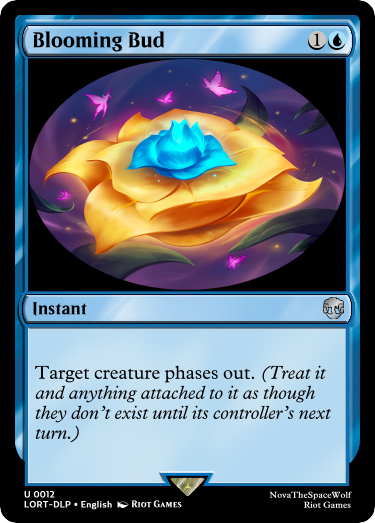 Blooming Bud 1
Instant
Target creature phases out. (Treat it
and anything attached to it as though
they don't exist until its controller's next
turn.)
U 0012
LORT-DLP • English RIOT GAMES
NovaTheSpaceWolf
Riot Games